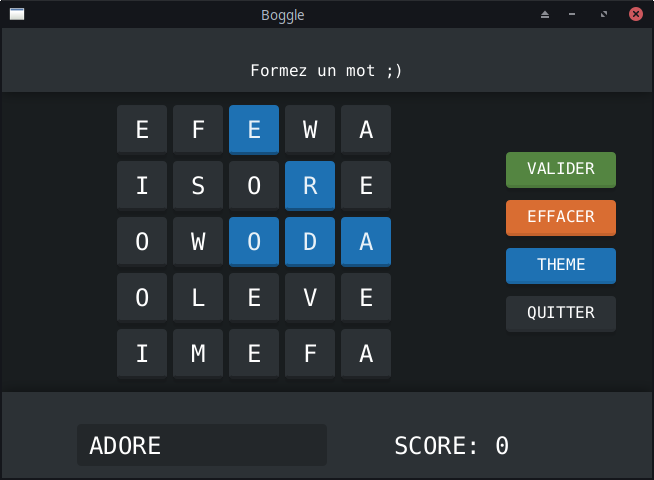 Boggle
Formez un mot ;)
E F E W A
I S O R E
O W O D A
O L E V E
I M E F A
VALIDER
EFFACER
THEME
QUITTER
ADORE
SCORE: 0